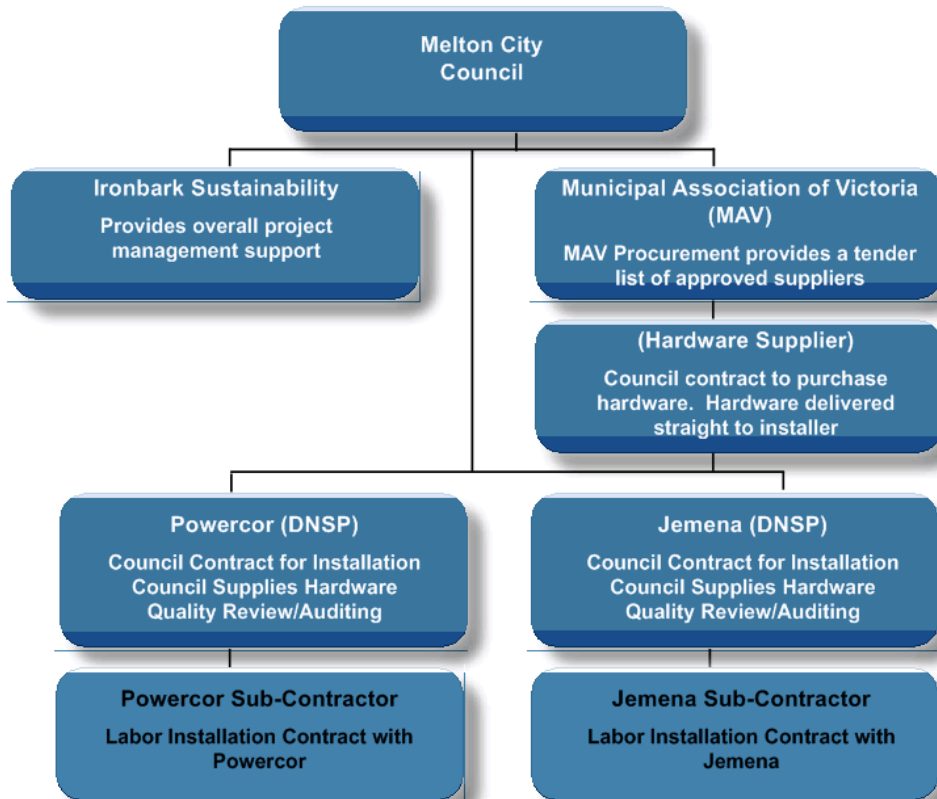 Melton City
Council
Ironbark Sustainability
Provides overall project
management support
Municipal Association of Victoria
(MAV)
MAV Procurement provides a tender
list of approved suppliers
(Hardware Supplier)
Council contract to purchase
hardware.  Hardware delivered
straight to installer
Powercor (DNSP)
Council Contract for Installation
Council Supplies Hardware
Quality Review/Auditing
Jemena (DNSP)
Council Contract for Installation
Council Supplies Hardware
Quality Review/Auditing
Powercor Sub-Contractor
Labor Installation Contract with
Powercor
Jemena Sub-Contractor
Labor Installation Contract with
Jemena